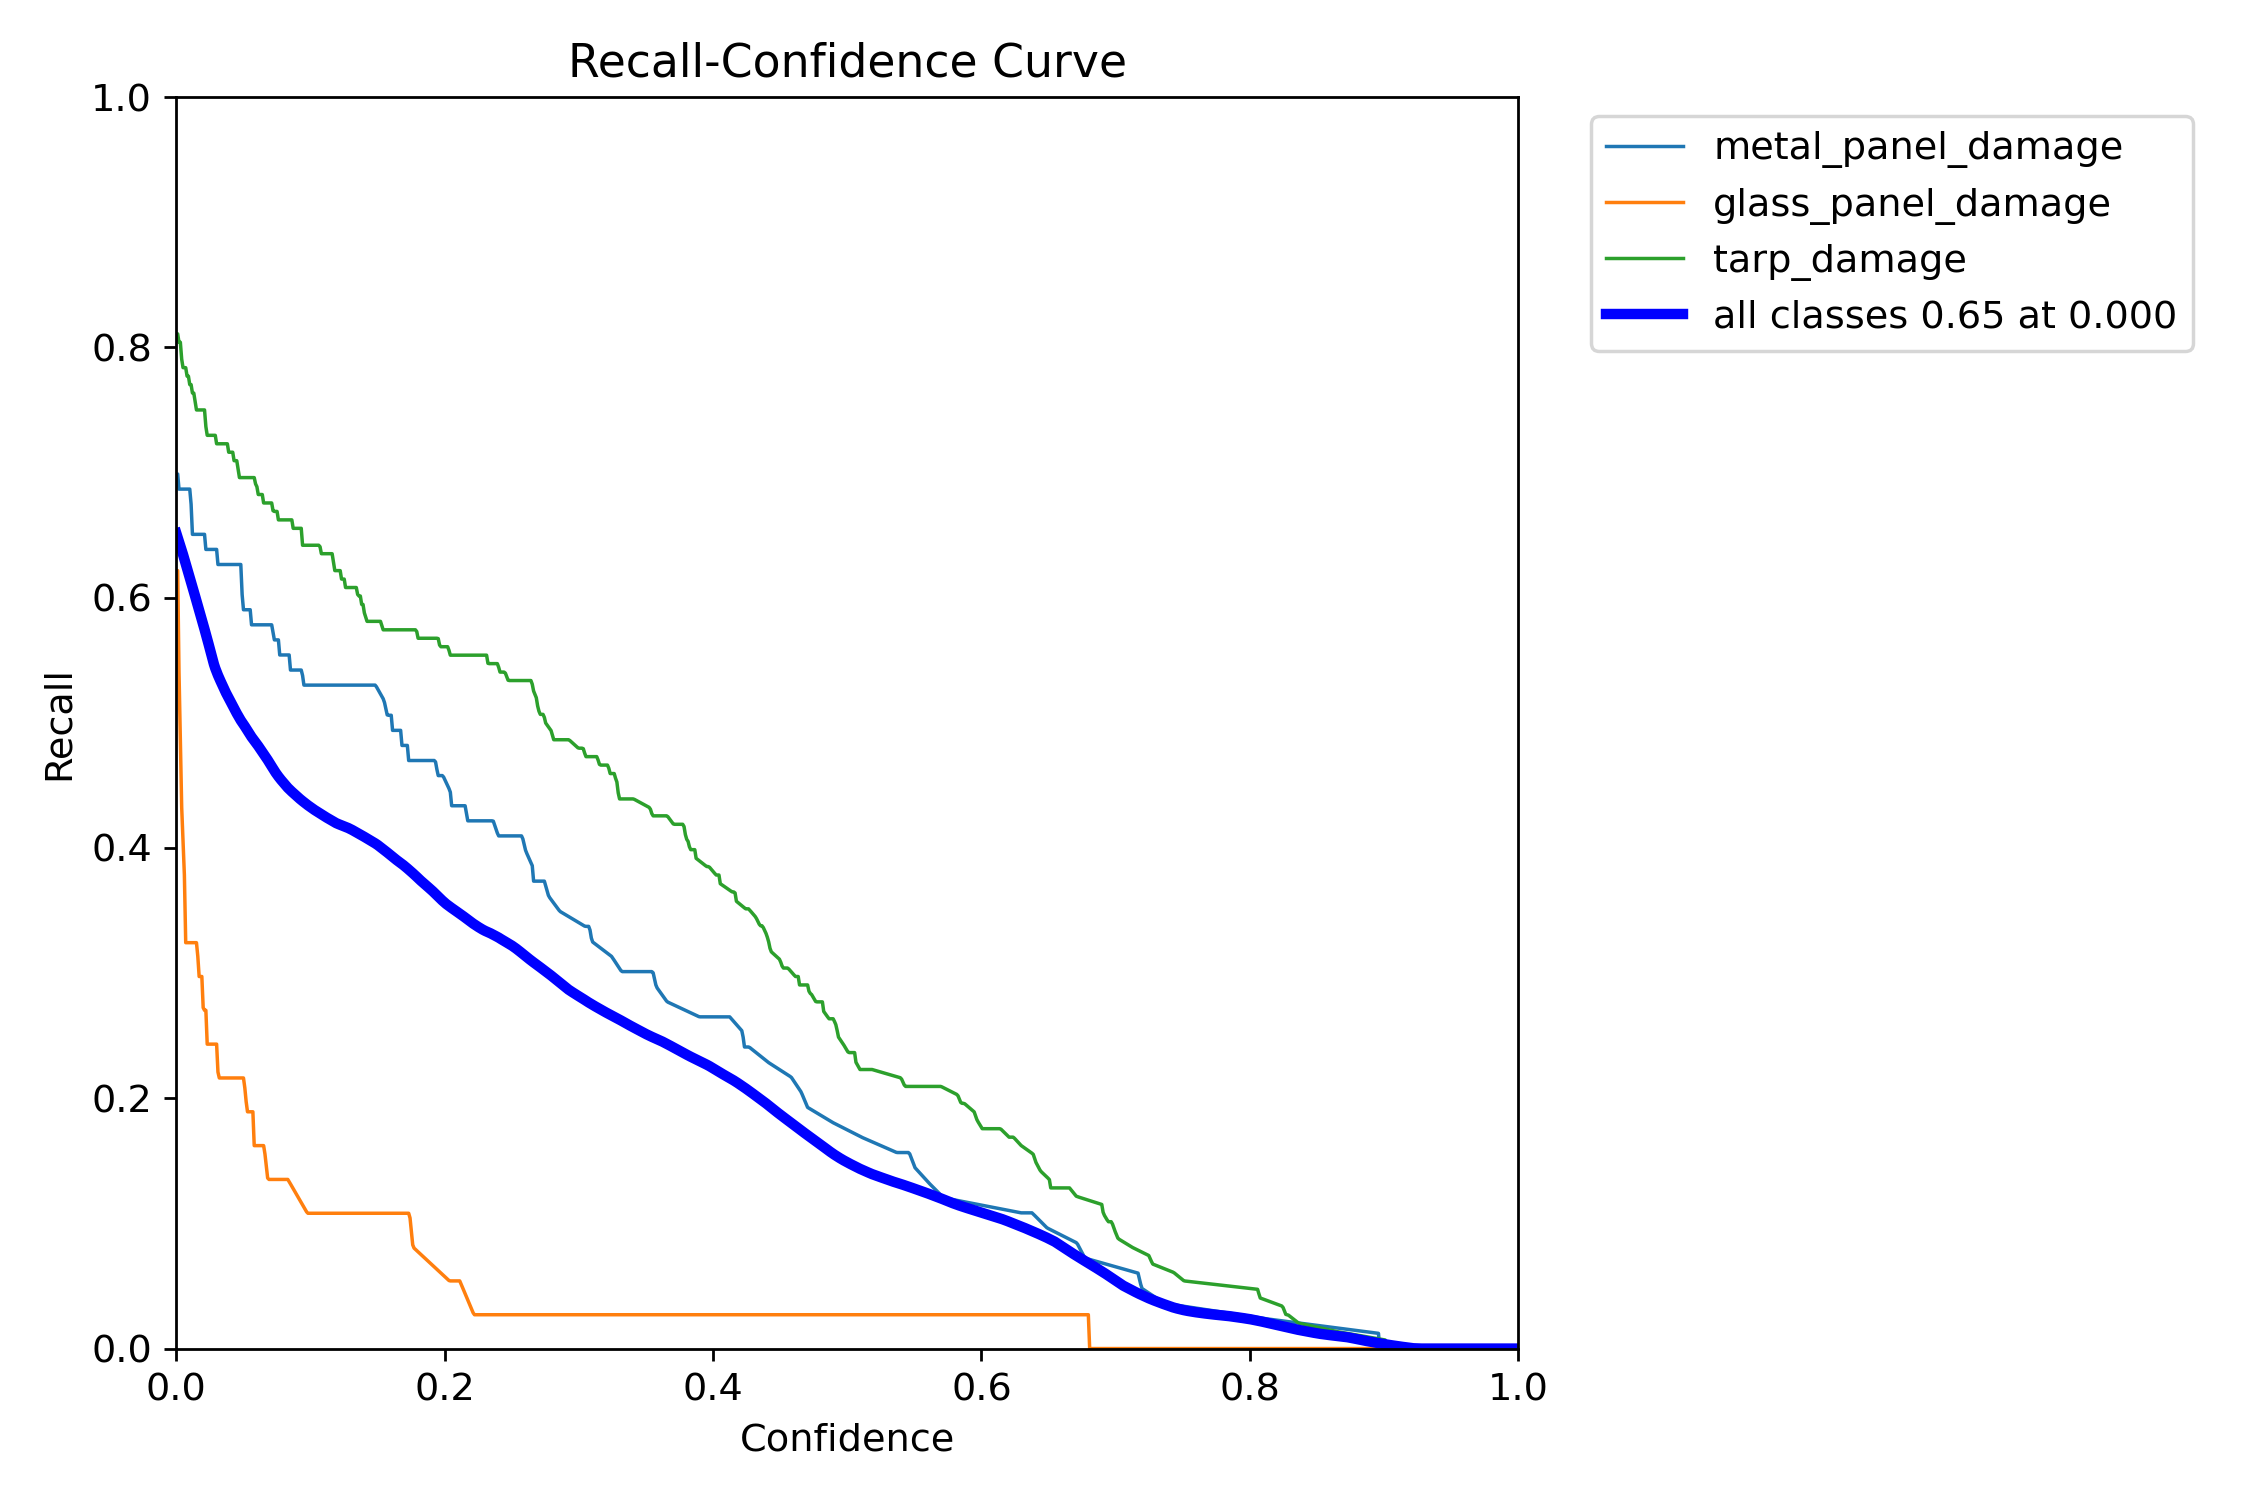 Recall-Confidence Curve
1.0
0.8
0.6
0.4
0.2
0.0
Recall
0.0 0.2 0.4 0.6 0.8 1.0
Confidence
metal_panel_damage
glass_panel_damage
tarp_damage
all classes 0.65 at 0.000